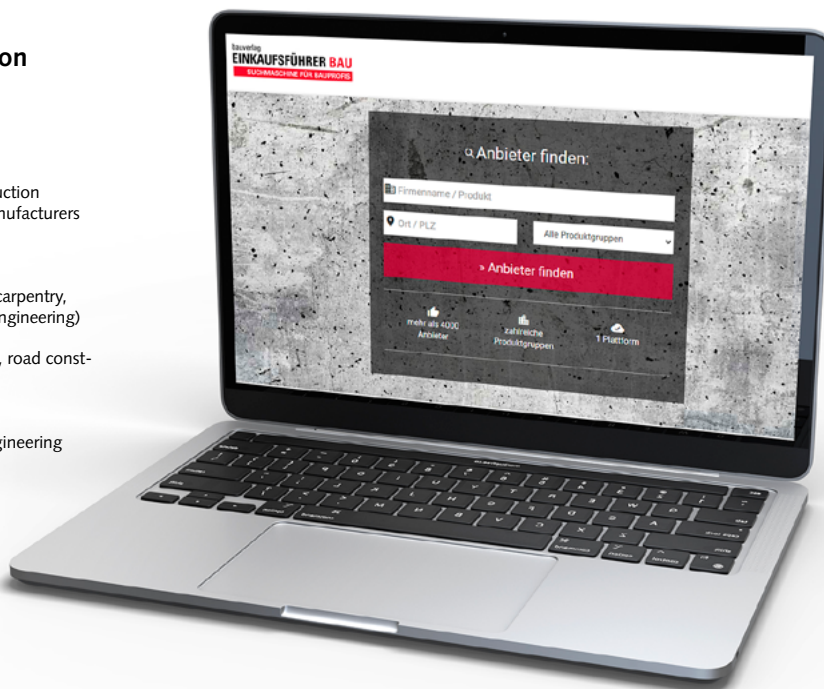 on
uction
nufacturers
carpentry,
ngineering)
, road const-
gineering
bauverlag
EINKAUFSFÜHRER BAU
SUCHMASCHINE FÜR BAUPROFIS
Anbieter finden:
Firmenname / Produkt
Ort / PLZ
Alle Produktgruppen
» Anbieter finden
mehr als 4000
Anbieter
zahlreiche
Produktgruppen
1 Plattform